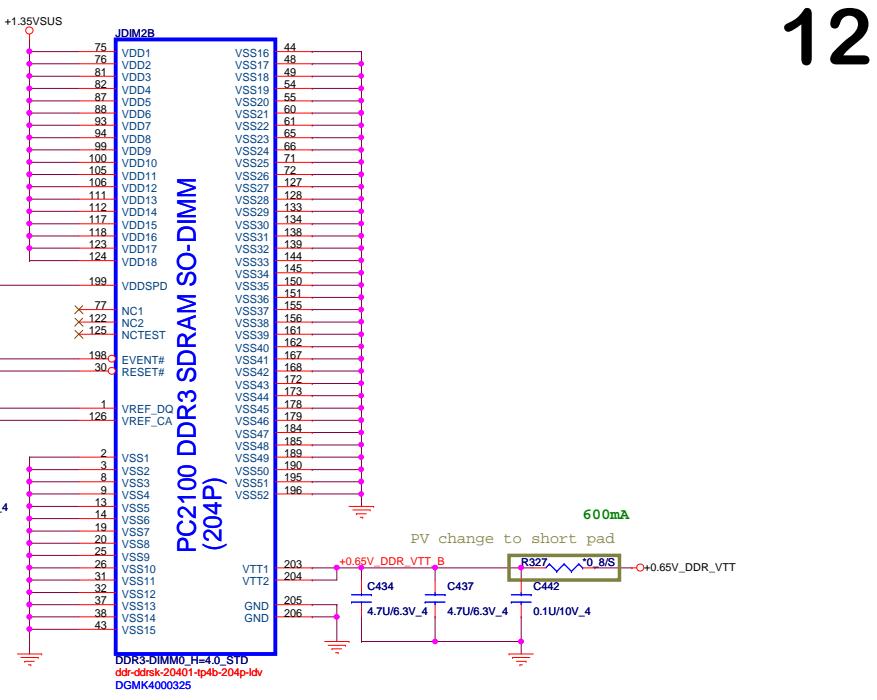 12
+1.35VSUS
JDIM2B
75 VDD1 VSS16 44
76 VDD2 VSS17 48
81 VDD3 VSS18 49
82 VDD4 VSS19 54
87 VDD5 VSS20 55
88 VDD6 VSS21 60
93 VDD7 VSS22 61
94 VDD8 VSS23 65
99 VDD9 VSS24 66
100 VDD10 VSS25 71
105 VDD11 VSS26 72
106 VDD12 VSS27 127
111 VDD13 VSS28 128
112 VDD14 VSS29 133
117 VDD15 VSS30 134
118 VDD16 VSS31 138
123 VDD17 VSS32 139
124 VDD18 VSS33 144
VSS34 145
199 VDDSPD VSS35 150
VSS36 151
77 NC1 VSS37 155
122 NC2 VSS38 156
125 NCTEST VSS39 161
VSS40 162
198 EVENT# VSS41 167
30 RESET# VSS42 168
VSS43 172
VSS44 173
1 VREF_DQ VSS45 178
126 VREF_CA VSS46 179
VSS47 184
VSS48 185
2 VSS1 VSS49 189
3 VSS2 VSS50 190
8 VSS3 VSS51 195
9 VSS4 VSS52 196
13 VSS5
14 VSS6
19 VSS7
20 VSS8
25 VSS9
26 VSS10 VTT1 203
31 VSS11 VTT2 204
32 VSS12
37 VSS13 GND 205
38 VSS14 GND 206
43 VSS15
PC2100 DDR3 SDRAM SO-DIMM
(204P)
_4
600mA
PV change to short pad
+0.65V_DDR_VTT_B
R327 *0_8/S
+0.65V_DDR_VTT
C434 C437 C442
4.7U/6.3V_4 4.7U/6.3V_4 0.1U/10V_4
DDR3-DIMM0_H=4.0_STD
ddr-ddrsk-20401-tp4b-204p-ldv
DGMK4000325